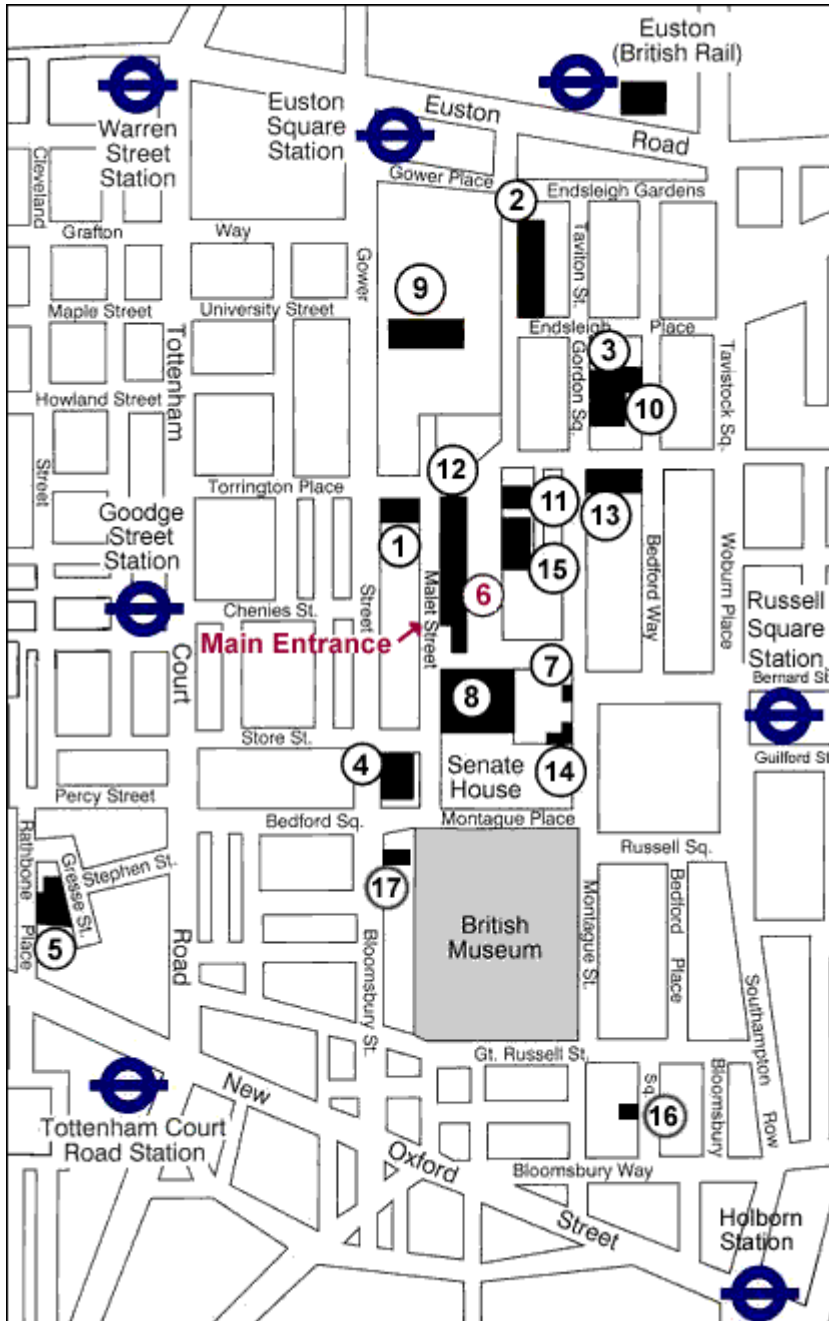 Euston
(British Rail)
Warren
Street
Station
Euston
Square
Station
Euston
Road
Cleveland
Gower Place
Endsleigh Gardens
2
Grafton
Way
Taviton St.
Gower
9
Maple Street
University Street
Endsleigh
Place
Tottenham
3
Gordon Sq.
Tavistock Sq.
10
Howland Street
12
Street
Torrington Place
11
13
Goodge
Street
Station
1
15
Bedford Way
Woburn Place
6
Russell
Square
Station
Chenies St.
Street
Malet Street
Main Entrance
Court
7
Bernard St
8
Store St.
4
14
Guilford St
Senate
House
Percy Street
Bedford Sq.
Montague Place
Russell Sq.
Rathbone
Place
Gresse St.
Stephen St.
17
5
British
Museum
Montague St.
Bedford
Place
Road
Bloomsbury St.
Southampton
Row
Gt. Russell St.
New
Oxford
Street
Sq.
Bloomsbury
16
Tottenham Court
Road Station
Bloomsbury Way
Holborn
Station